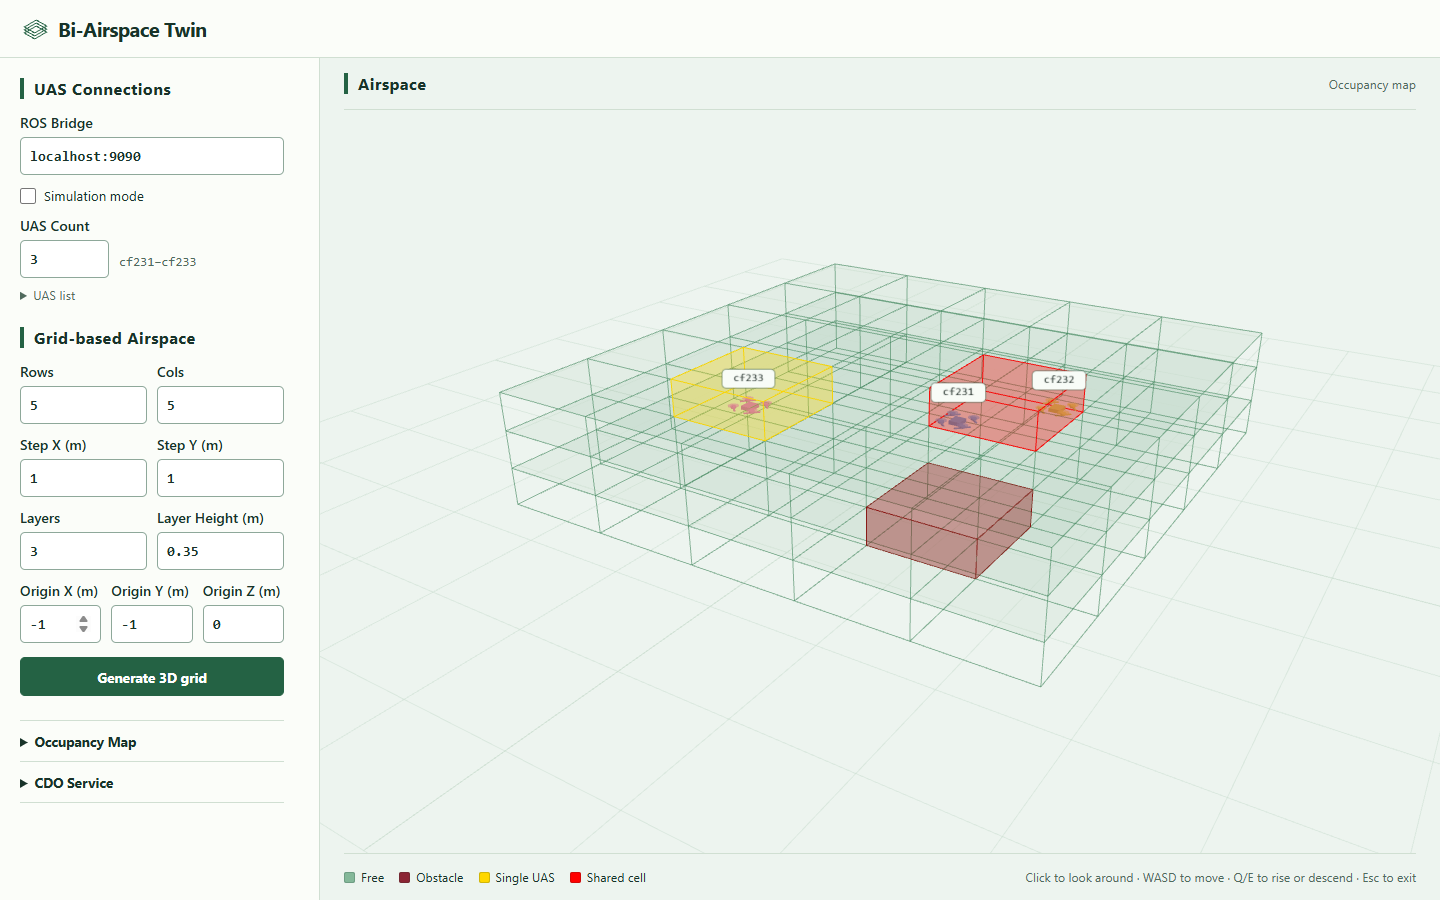 Bi-Airspace Twin
UAS Connections
ROS Bridge
localhost:9090
Simulation mode
UAS Count
3
cf231–cf233
UAS list
Grid-based Airspace
Rows
Cols
5
5
Step X (m)
Step Y (m)
1
1
Layers
Layer Height (m)
3
0.35
Origin X (m)
Origin Y (m)
Origin Z (m)
-1
-1
0
Generate 3D grid
Occupancy Map
CDO Service
Airspace
Occupancy map
cf233
cf231
cf232
Free
Obstacle
Single UAS
Shared cell
Click to look around · WASD to move · Q/E to rise or descend · Esc to exit